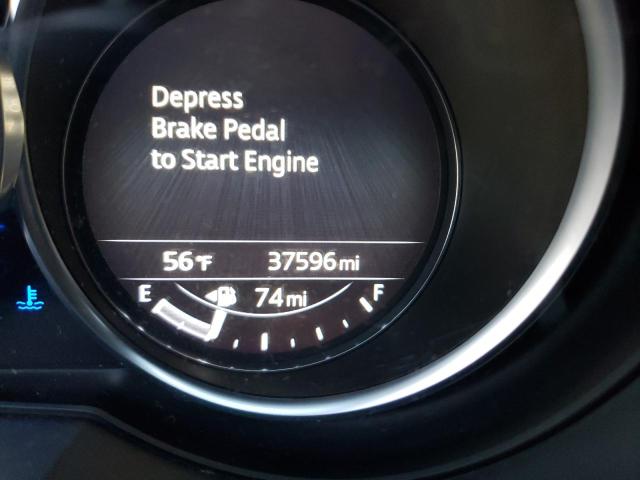 Depress
Brake Pedal
to Start Engine
56°F 37596mi
E 74mi F